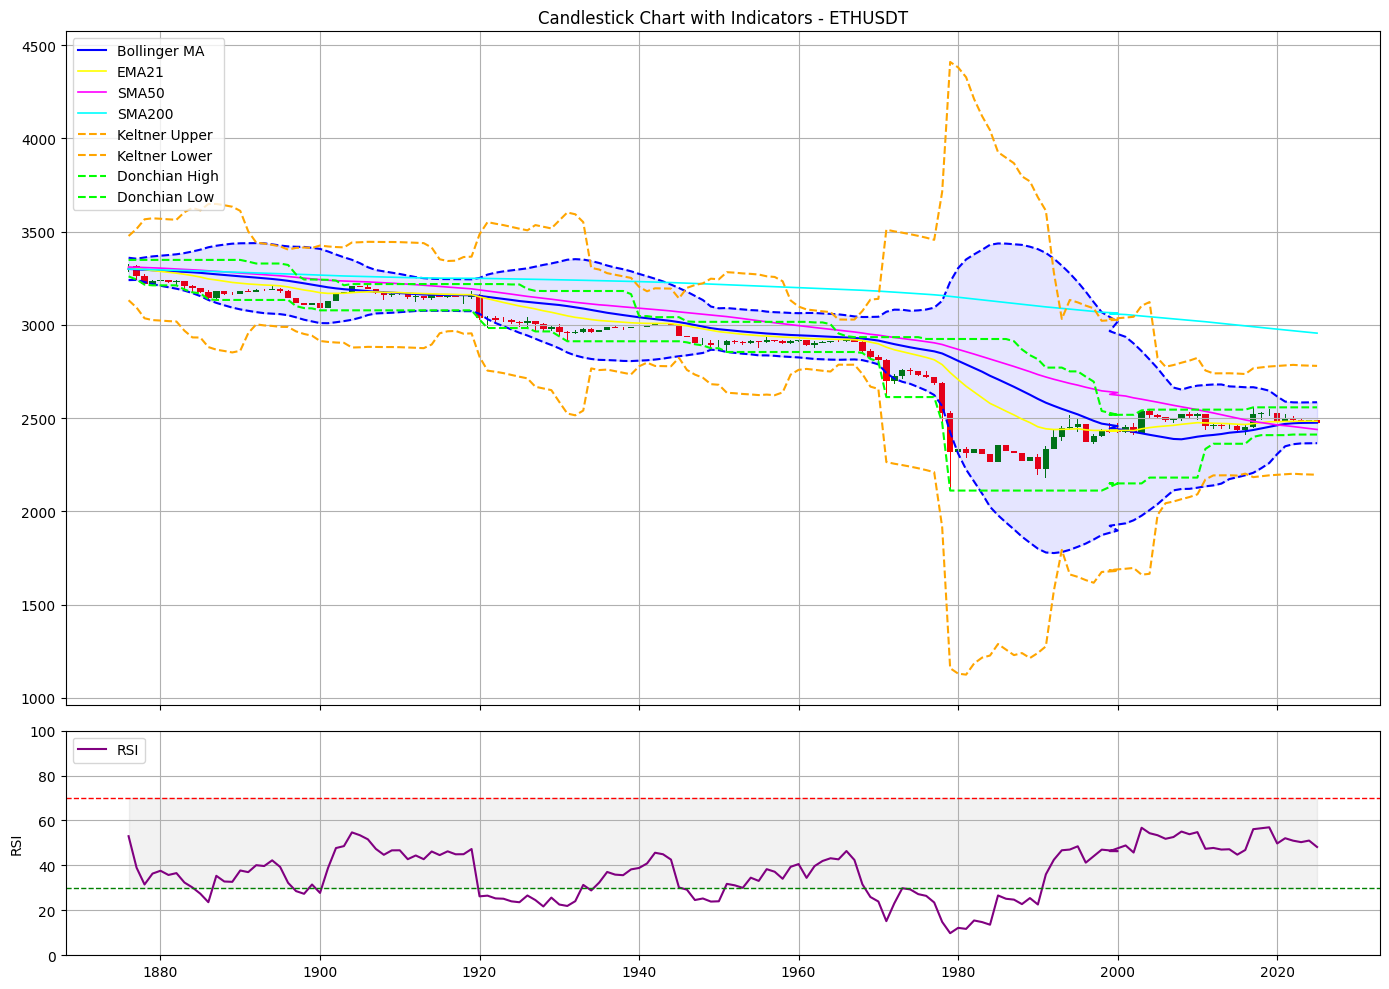 Candlestick Chart with Indicators - ETHUSDT
4500
4000
3500
3000
2500
2000
1500
1000
Bollinger MA
EMA21
SMA50
SMA200
Keltner Upper
Keltner Lower
Donchian High
Donchian Low
100
80
60
40
20
0
RSI
RSI
1880
1900
1920
1940
1960
1980
2000
2020